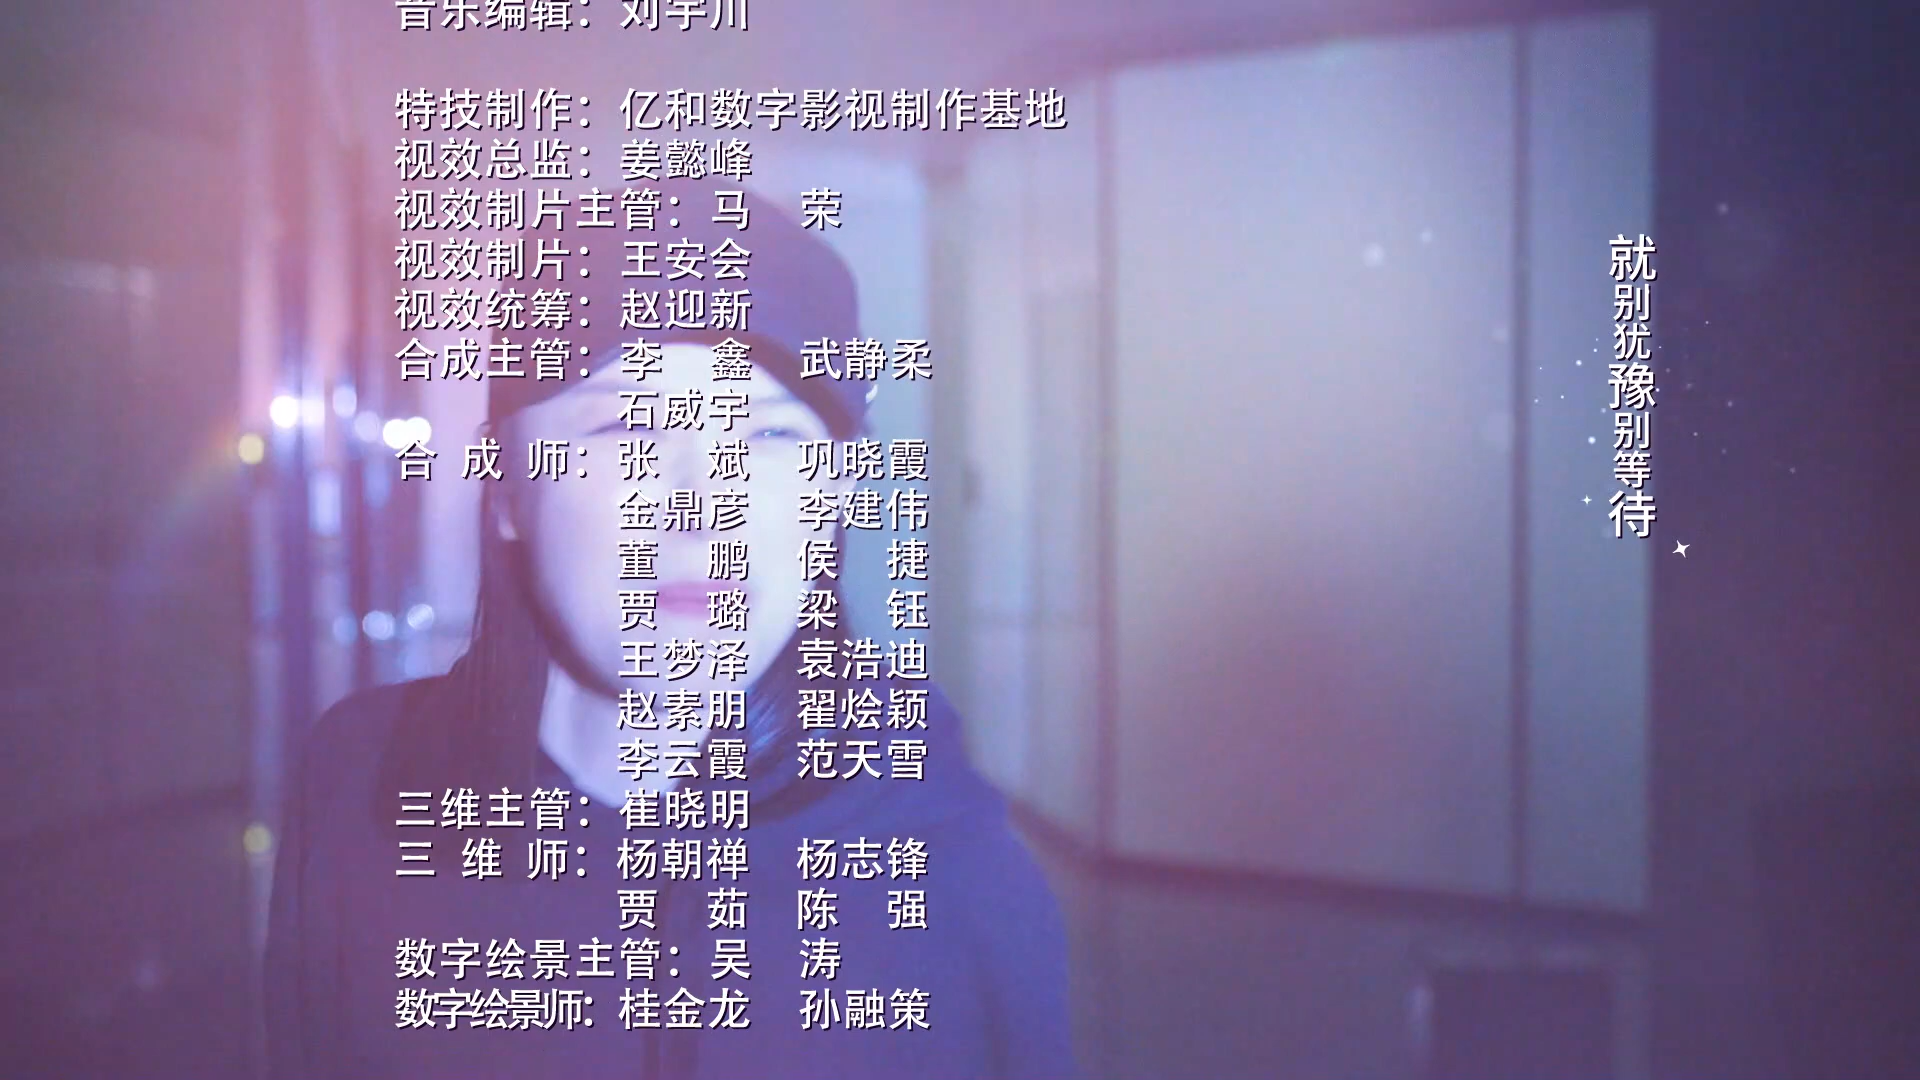 音乐编辑：刘宇川
特技制作：亿和数字影视制作基地
视效总监：姜懿峰
视效制片主管：马　荣
视效制片：王安会
视效统筹：赵迎新
合成主管：李　鑫　武静柔
石威宇
合 成 师：张　斌　巩晓霞
金鼎彦　李建伟
董　鹏　侯　捷
贾　璐　梁　钰
王梦泽　袁浩迪
赵素朋　翟烩颖
李云霞　范天雪
三维主管：崔晓明
三 维 师：杨朝禅　杨志锋
贾　茹　陈　强
数字绘景主管：吴　涛
数字绘景师：桂金龙　孙融策
就别犹豫别等待